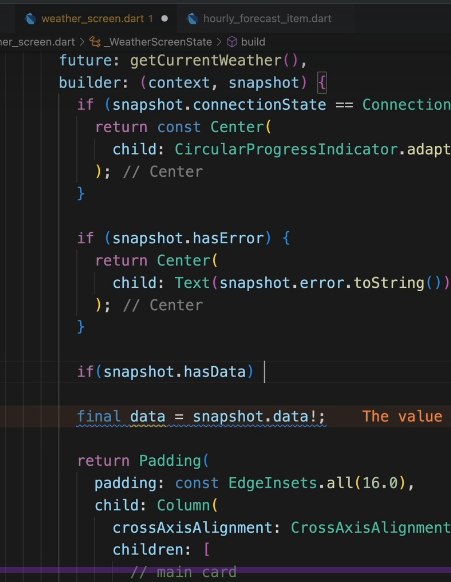 weather_screen.dart 1 ●
hourly_forecast_item.dart
her_screen.dart > _WeatherScreenState > build
future: getCurrentWeather(),
builder: (context, snapshot) {
if (snapshot.connectionState == Connection
return const Center(
child: CircularProgressIndicator.adapt
); // Center
}
if (snapshot.hasError) {
return Center(
child: Text(snapshot.error.toString())
); // Center
}
if(snapshot.hasData)
final data = snapshot.data!; The value
return Padding(
padding: const EdgeInsets.all(16.0),
child: Column(
crossAxisAlignment: CrossAxisAlignment
children: [
// main card